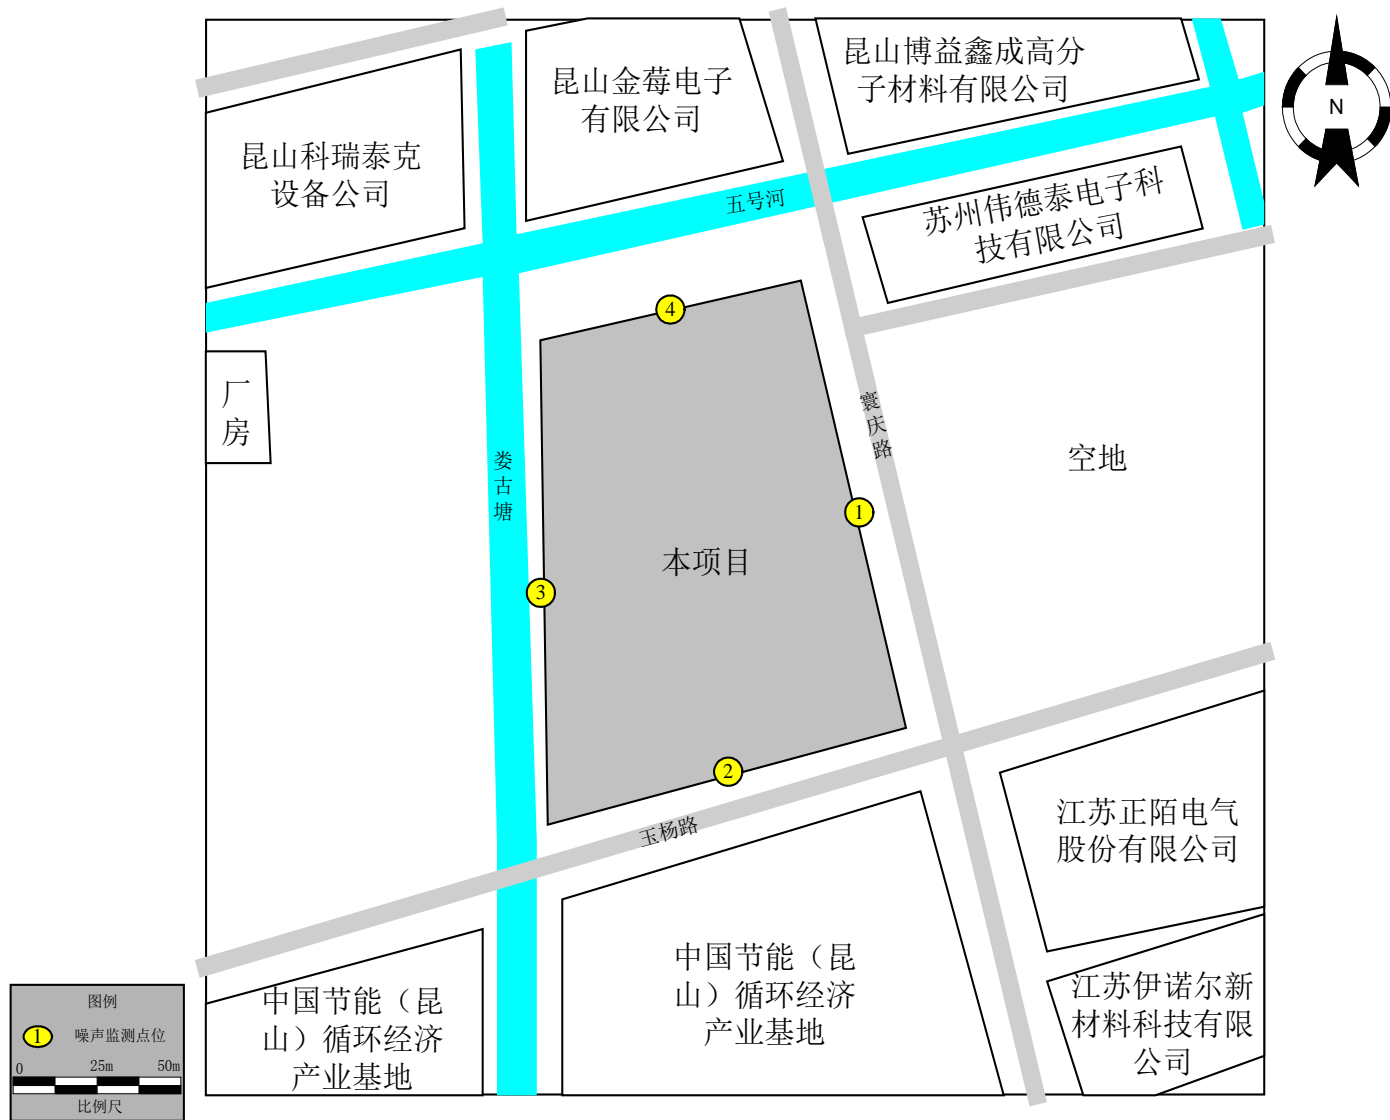 昆山金莓电子
有限公司
昆山博益鑫成高分
子材料有限公司
N
昆山科瑞泰克
设备公司
五号河
苏州伟德泰电子科
技有限公司
4
厂
房
寰
庆
路
娄
古
塘
空地
1
本项目
3
2
玉杨路
江苏正陌电气
股份有限公司
中国节能（昆
山）循环经济
产业基地
中国节能（昆
山）循环经济
产业基地
江苏伊诺尔新
材料科技有限
公司
图例
1 噪声监测点位
0 25m 50m
比例尺